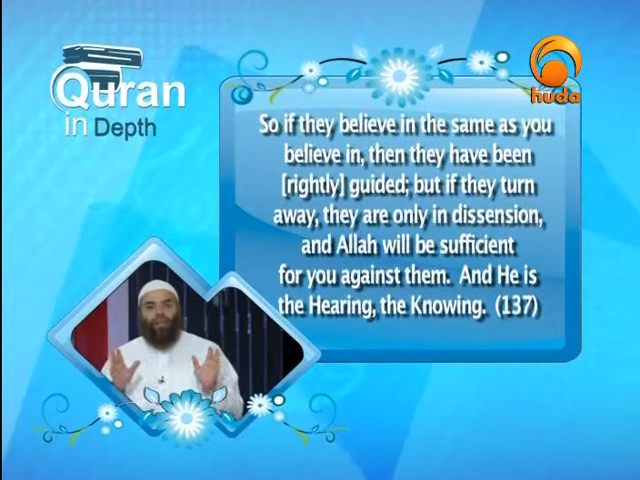 Quran
in Depth
huda
So if they believe in the same as you
believe in, then they have been
[rightly] guided; but if they turn
away, they are only in dissension,
and Allah will be sufficient
for you against them.  And He is
the Hearing, the Knowing.  (137)